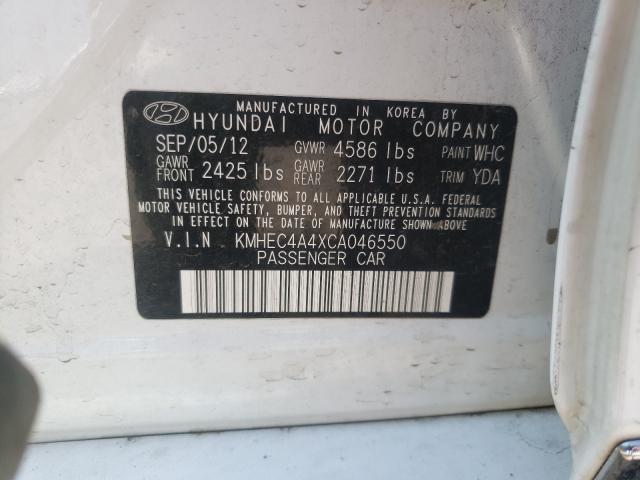 MANUFACTURED IN KOREA BY
HYUNDAI MOTOR COMPANY
SEP/05/12 GVWR 4586 lbs PAINT WHC
GAWR FRONT 2425 lbs GAWR REAR 2271 lbs TRIM YDA
THIS VEHICLE CONFORMS TO ALL APPLICABLE U.S.A. FEDERAL
MOTOR VEHICLE SAFETY, BUMPER, AND THEFT PREVENTION STANDARDS
IN EFFECT ON THE DATE OF MANUFACTURE SHOWN ABOVE.
V.I.N. KMHEC4A4XCA046550
PASSENGER CAR